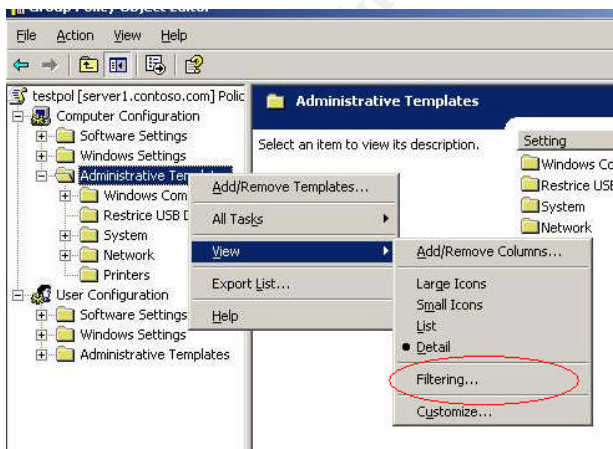 Group Policy Object Editor
File Action View Help
testpol [server1.contoso.com] Polic
Computer Configuration
Software Settings
Windows Settings
Administrative Tem
Windows Com
Restrice USB D
System
Network
Printers
User Configuration
Software Settings
Windows Settings
Administrative Templates
Administrative Templates
Select an item to view its description.
Setting
Windows Co
Restrice USB
System
Network
Add/Remove Templates...
All Tasks
View
Export List...
Help
Add/Remove Columns...
Large Icons
Small Icons
List
Detail
Filtering...
Customize...